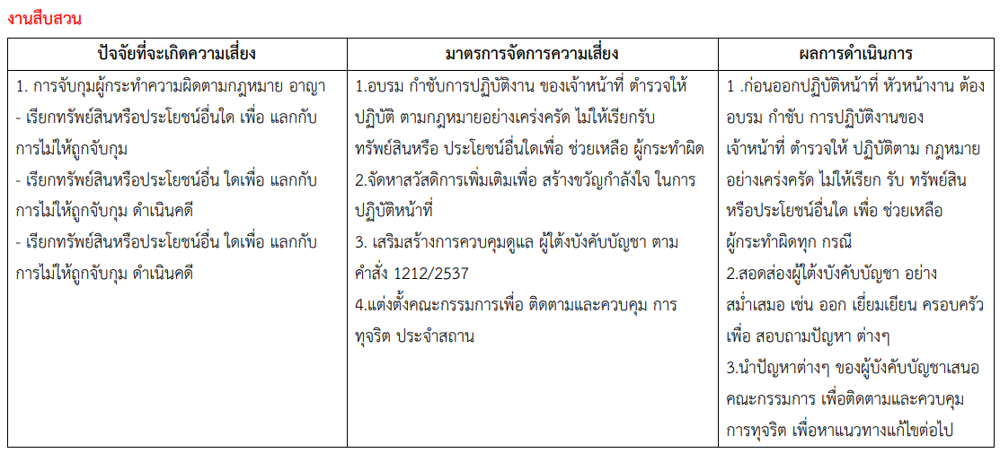 งานสืบสวน
ปัจจัยที่จะเกิดความเสี่ยง
มาตรการจัดการความเสี่ยง
ผลการดำเนินการ
1. การจับกุมผู้กระทำความผิดตามกฎหมาย อาญา
- เรียกทรัพย์สินหรือประโยชน์อื่นใด เพื่อ แลกกับ
การไม่ให้ถูกจับกุม
- เรียกทรัพย์สินหรือประโยชน์อื่น ใดเพื่อ แลกกับ
การไม่ให้ถูกจับกุม ดำเนินคดี
- เรียกทรัพย์สินหรือประโยชน์อื่น ใดเพื่อ แลกกับ
การไม่ให้ถูกจับกุม ดำเนินคดี
1.อบรม กำชับการปฏิบัติงาน ของเจ้าหน้าที่ ตำรวจให้
ปฏิบัติ ตามกฎหมายอย่างเคร่งครัด ไม่ให้เรียกรับ
ทรัพย์สินหรือ ประโยชน์อื่นใดเพื่อ ช่วยเหลือ ผู้กระทำผิด
2.จัดหาสวัสดิการเพิ่มเติมเพื่อ สร้างขวัญกำลังใจ ในการ
ปฏิบัติหน้าที่
3. เสริมสร้างการควบคุมดูแล ผู้ใต้งบังคับบัญชา ตาม
คำสั่ง 1212/2537
4.แต่งตั้งคณะกรรมการเพื่อ ติดตามและควบคุม การ
ทุจริต ประจำสถาน
1 .ก่อนออกปฏิบัติหน้าที่ หัวหน้างาน ต้อง
อบรม กำชับ การปฏิบัติงานของ
เจ้าหน้าที่ ตำรวจให้ ปฏิบัติตาม กฎหมาย
อย่างเคร่งครัด ไม่ให้เรียก รับ ทรัพย์สิน
หรือประโยชน์อื่นใด เพื่อ ช่วยเหลือ
ผู้กระทำผิดทุก กรณี
2.สอดส่องผู้ใต้งบังคับบัญชา อย่าง
สม่ำเสมอ เช่น ออก เยี่ยมเยียน ครอบครัว
เพื่อ สอบถามปัญหา ต่างๆ
3.นำปัญหาต่างๆ ของผู้บังคับบัญชาเสนอ
คณะกรรมการ เพื่อติดตามและควบคุม
การทุจริต เพื่อหาแนวทางแก้ไขต่อไป